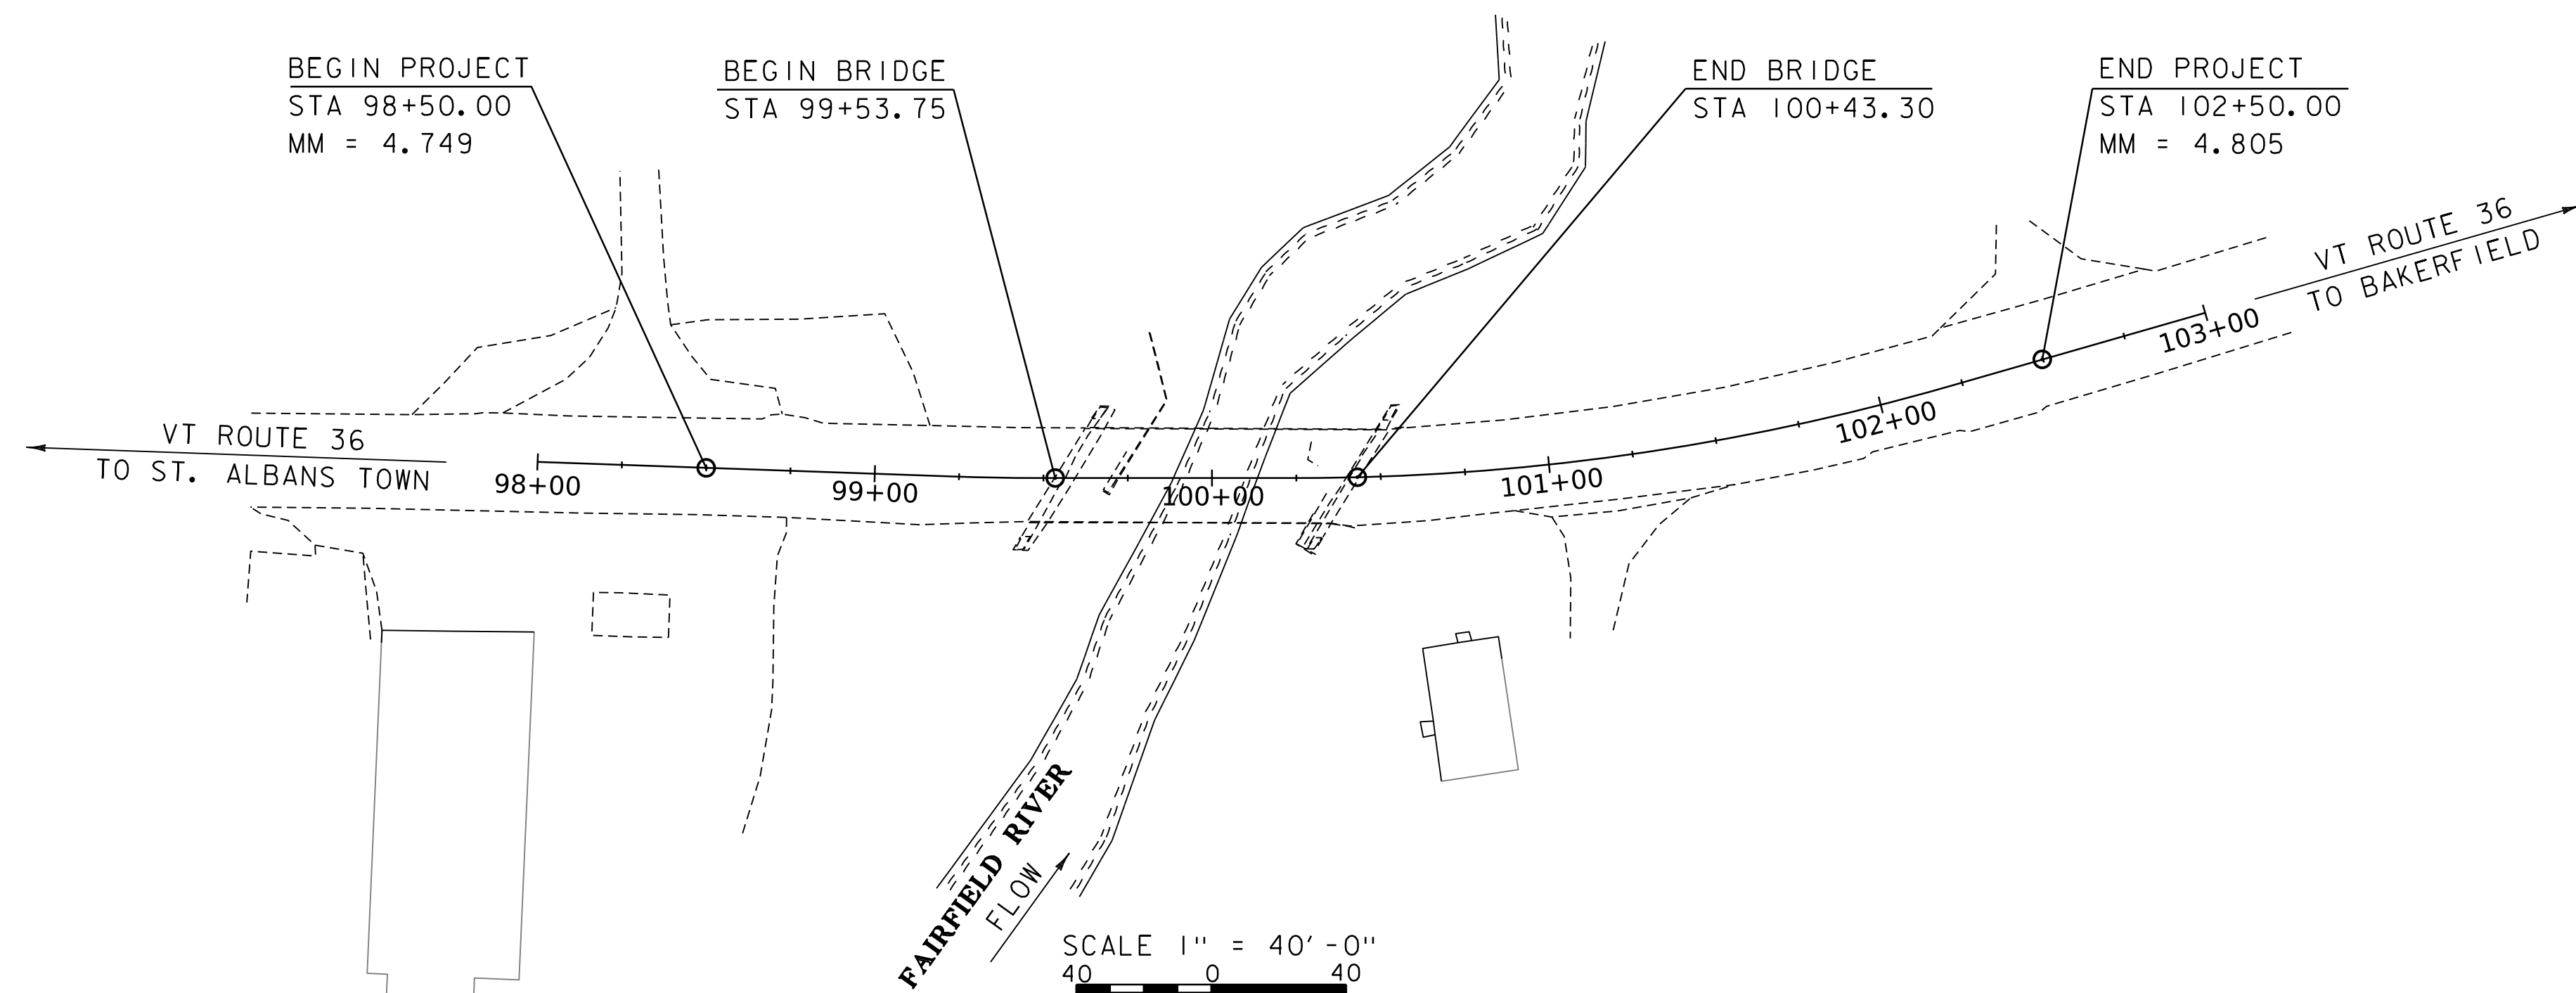 BEGIN PROJECT
STA 98+50.00
MM = 4.749
BEGIN BRIDGE
STA 99+53.75
END BRIDGE
STA 100+43.30
END PROJECT
STA 102+50.00
MM = 4.805
VT ROUTE 36
TO BAKERFIELD
VT ROUTE 36
TO ST. ALBANS TOWN
98+00
99+00
100+00
101+00
102+00
103+00
FAIRFIELD RIVER
FLOW
SCALE 1" = 40'-0"
40 0 40